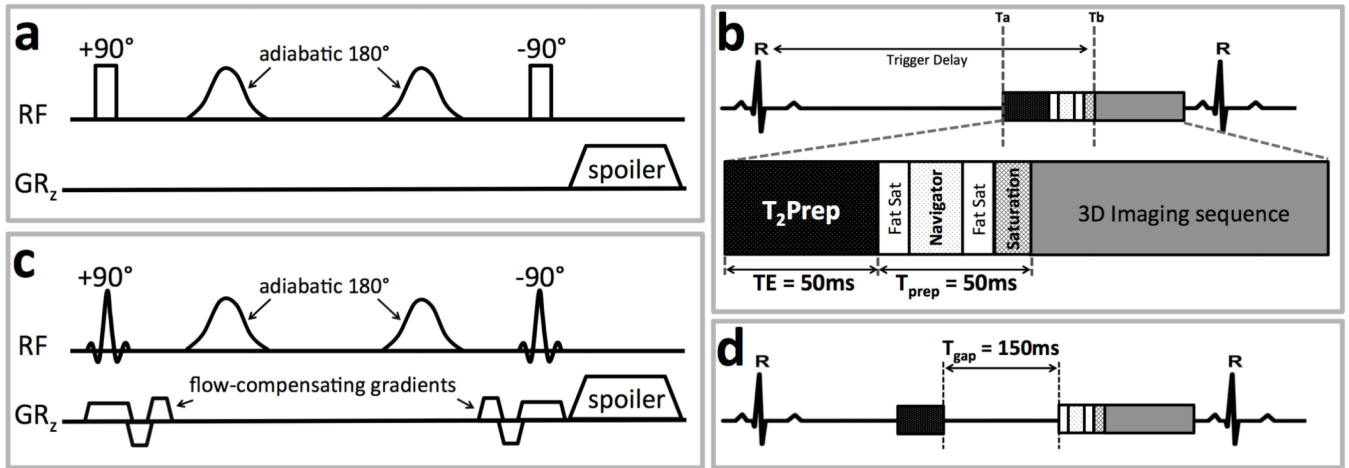 a
+90°
adiabatic 180°
-90°
RF
GRz
spoiler
b
Ta
Tb
R
Trigger Delay
R
T2Prep
Fat Sat
Navigator
Fat Sat
Saturation
3D Imaging sequence
TE = 50ms
Tprep = 50ms
c
+90°
adiabatic 180°
-90°
RF
flow-compensating gradients
GRz
spoiler
d
R
Tgap = 150ms
R